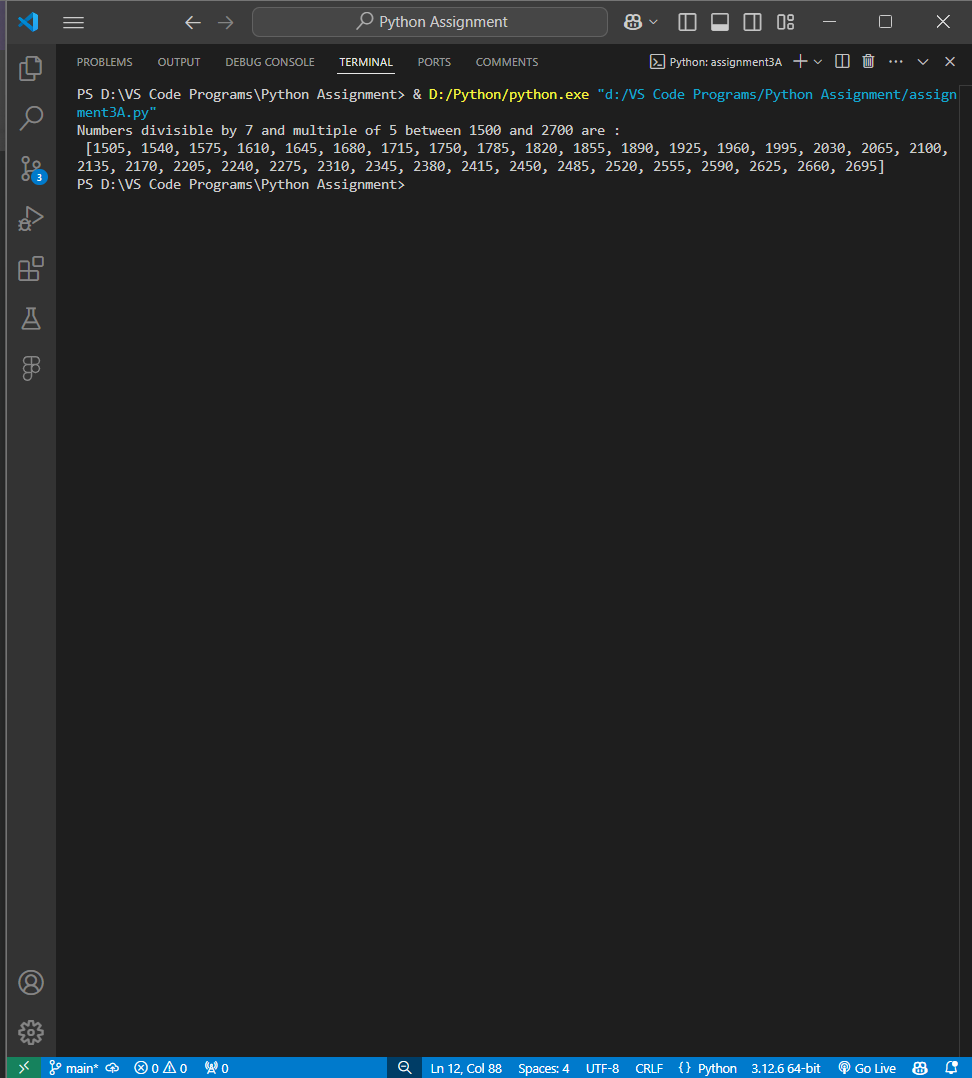 Python Assignment
PROBLEMS OUTPUT DEBUG CONSOLE TERMINAL PORTS COMMENTS Python: assignment3A
PS D:\VS Code Programs\Python Assignment> & D:/Python/python.exe "d:/VS Code Programs/Python Assignment/assign
ment3A.py"
Numbers divisible by 7 and multiple of 5 between 1500 and 2700 are :
[1505, 1540, 1575, 1610, 1645, 1680, 1715, 1750, 1785, 1820, 1855, 1890, 1925, 1960, 1995, 2030, 2065, 2100,
2135, 2170, 2205, 2240, 2275, 2310, 2345, 2380, 2415, 2450, 2485, 2520, 2555, 2590, 2625, 2660, 2695]
PS D:\VS Code Programs\Python Assignment>
3
main* 0 0 0 Ln 12, Col 88 Spaces: 4 UTF-8 CRLF {} Python 3.12.6 64-bit Go Live